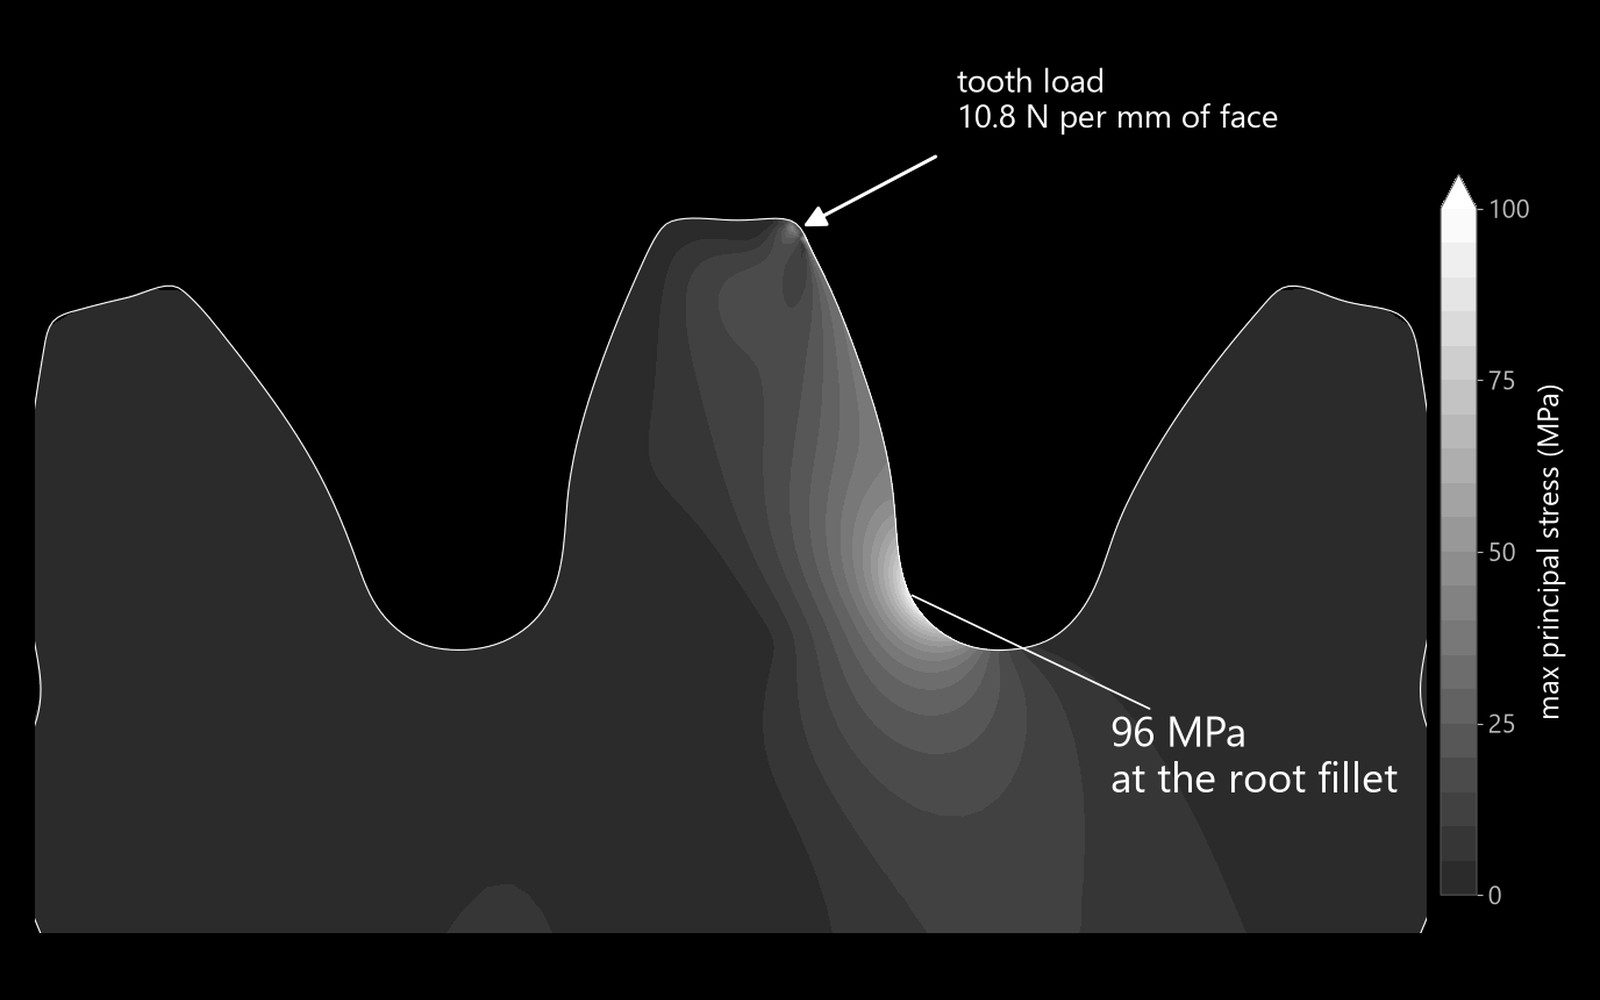 tooth load
10.8 N per mm of face
100
75
50
25
0
max principal stress (MPa)
96 MPa
at the root fillet